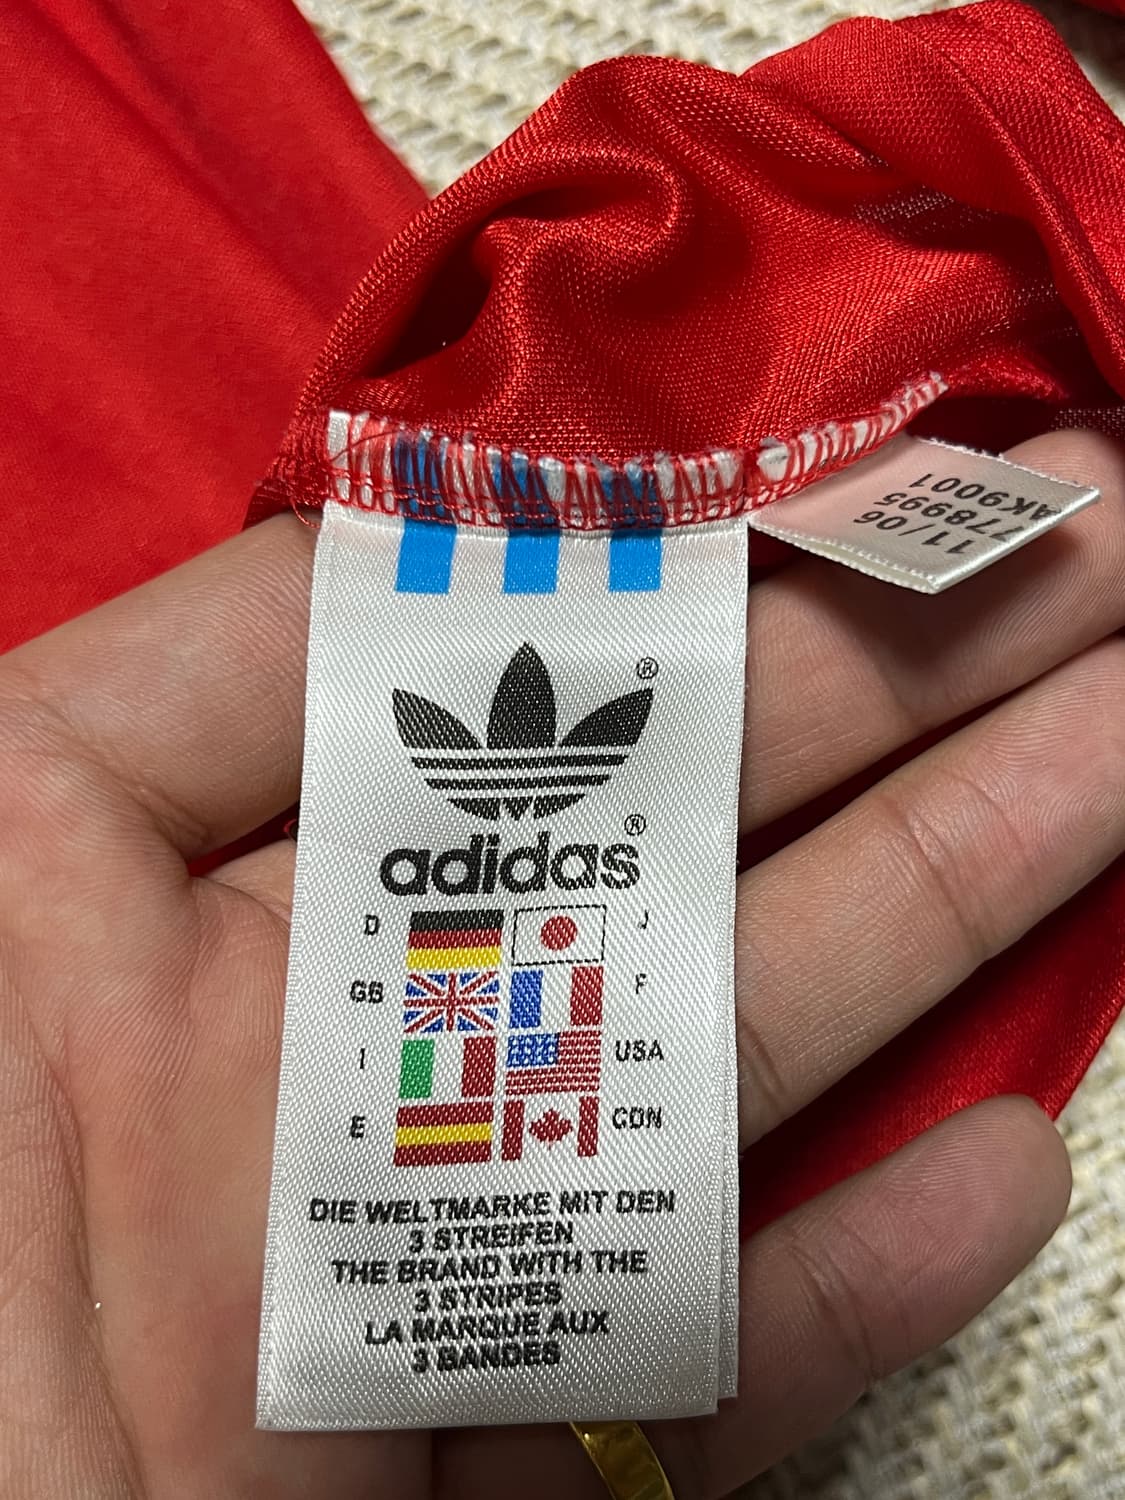 11/06
778995
AK9001
®
adidas®
D J
GB F
I USA
E CDN
DIE WELTMARKE MIT DEN
3 STREIFEN
THE BRAND WITH THE
3 STRIPES
LA MARQUE AUX
3 BANDES